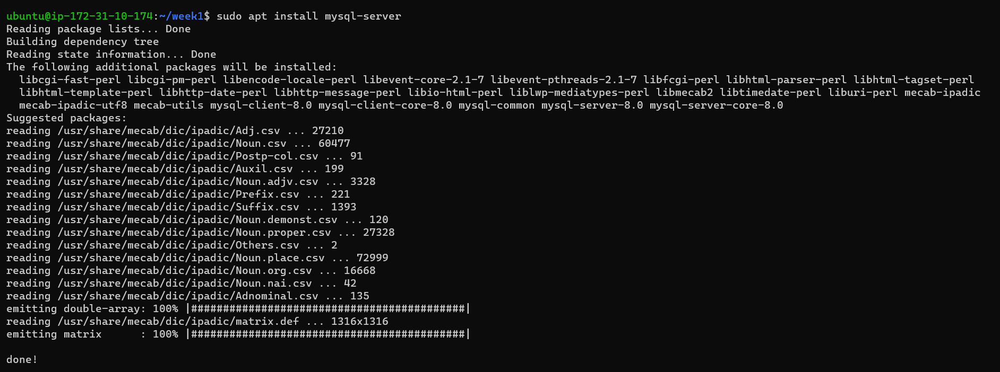 ubuntu@ip-172-31-10-174:~/week1$ sudo apt install mysql-server
Reading package lists... Done
Building dependency tree
Reading state information... Done
The following additional packages will be installed:
  libcgi-fast-perl libcgi-pm-perl libencode-locale-perl libevent-core-2.1-7 libevent-pthreads-2.1-7 libfcgi-perl libhtml-parser-perl libhtml-tagset-perl
  libhtml-template-perl libhttp-date-perl libhttp-message-perl libio-html-perl liblwp-mediatypes-perl libmecab2 libtimedate-perl liburi-perl mecab-ipadic
  mecab-ipadic-utf8 mecab-utils mysql-client-8.0 mysql-client-core-8.0 mysql-common mysql-server-8.0 mysql-server-core-8.0
Suggested packages:
reading /usr/share/mecab/dic/ipadic/Adj.csv ... 27210
reading /usr/share/mecab/dic/ipadic/Noun.csv ... 60477
reading /usr/share/mecab/dic/ipadic/Postp-col.csv ... 91
reading /usr/share/mecab/dic/ipadic/Auxil.csv ... 199
reading /usr/share/mecab/dic/ipadic/Noun.adjv.csv ... 3328
reading /usr/share/mecab/dic/ipadic/Prefix.csv ... 221
reading /usr/share/mecab/dic/ipadic/Suffix.csv ... 1393
reading /usr/share/mecab/dic/ipadic/Noun.demonst.csv ... 120
reading /usr/share/mecab/dic/ipadic/Noun.proper.csv ... 27328
reading /usr/share/mecab/dic/ipadic/Others.csv ... 2
reading /usr/share/mecab/dic/ipadic/Noun.place.csv ... 72999
reading /usr/share/mecab/dic/ipadic/Noun.org.csv ... 16668
reading /usr/share/mecab/dic/ipadic/Noun.nai.csv ... 42
reading /usr/share/mecab/dic/ipadic/Adnominal.csv ... 135
emitting double-array: 100% |###########################################|
reading /usr/share/mecab/dic/ipadic/matrix.def ... 1316x1316
emitting matrix      : 100% |###########################################|

done!